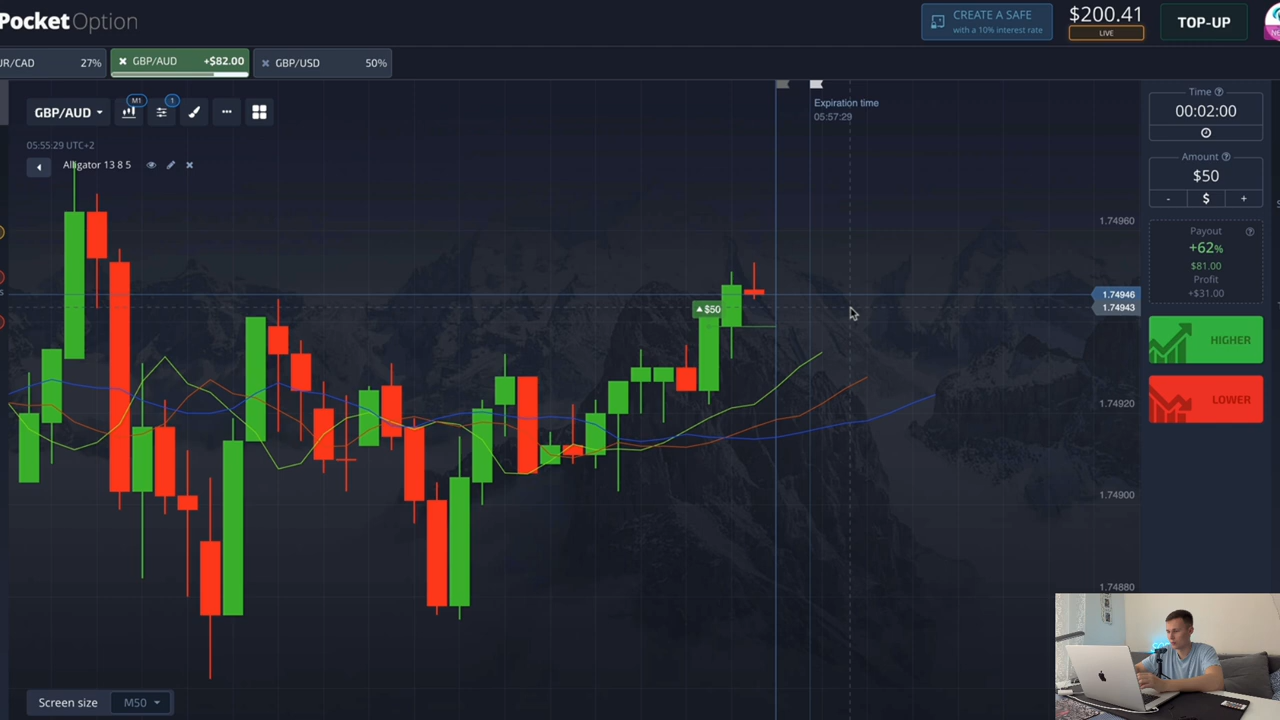 PocketOption
CREATE A SAFE
with a 10% interest rate
$200.41
LIVE
TOP-UP
UR/CAD 27%
GBP/AUD +$82.00
GBP/USD 50%
GBP/AUD
M1
1
Expiration time
05:57:29
05:55:29 UTC+2
Alligator 13 8 5
Time
00:02:00
Amount
$50
- $ +
Payout
+62%
$81.00
Profit
+$31.00
HIGHER
LOWER
$50
1.74960
1.74946
1.74943
1.74920
1.74900
1.74880
Screen size M50